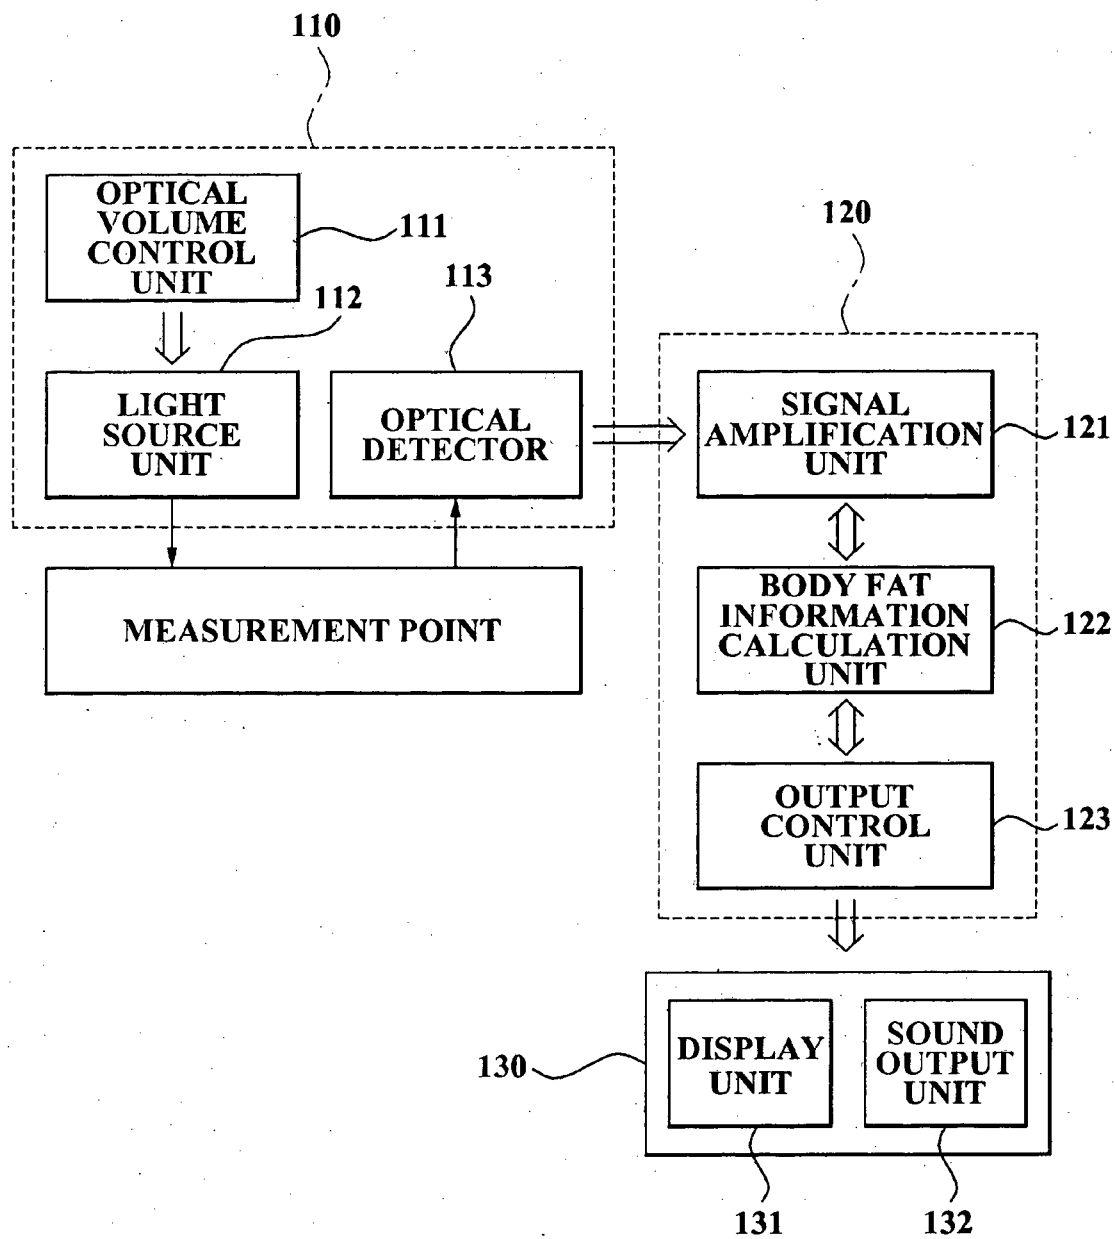 110
OPTICAL
VOLUME
CONTROL
UNIT
111
112
113
LIGHT
SOURCE
UNIT
OPTICAL
DETECTOR
MEASUREMENT POINT
120
SIGNAL
AMPLIFICATION
UNIT
121
BODY FAT
INFORMATION
CALCULATION
UNIT
122
OUTPUT
CONTROL
UNIT
123
130
DISPLAY
UNIT
SOUND
OUTPUT
UNIT
131
132